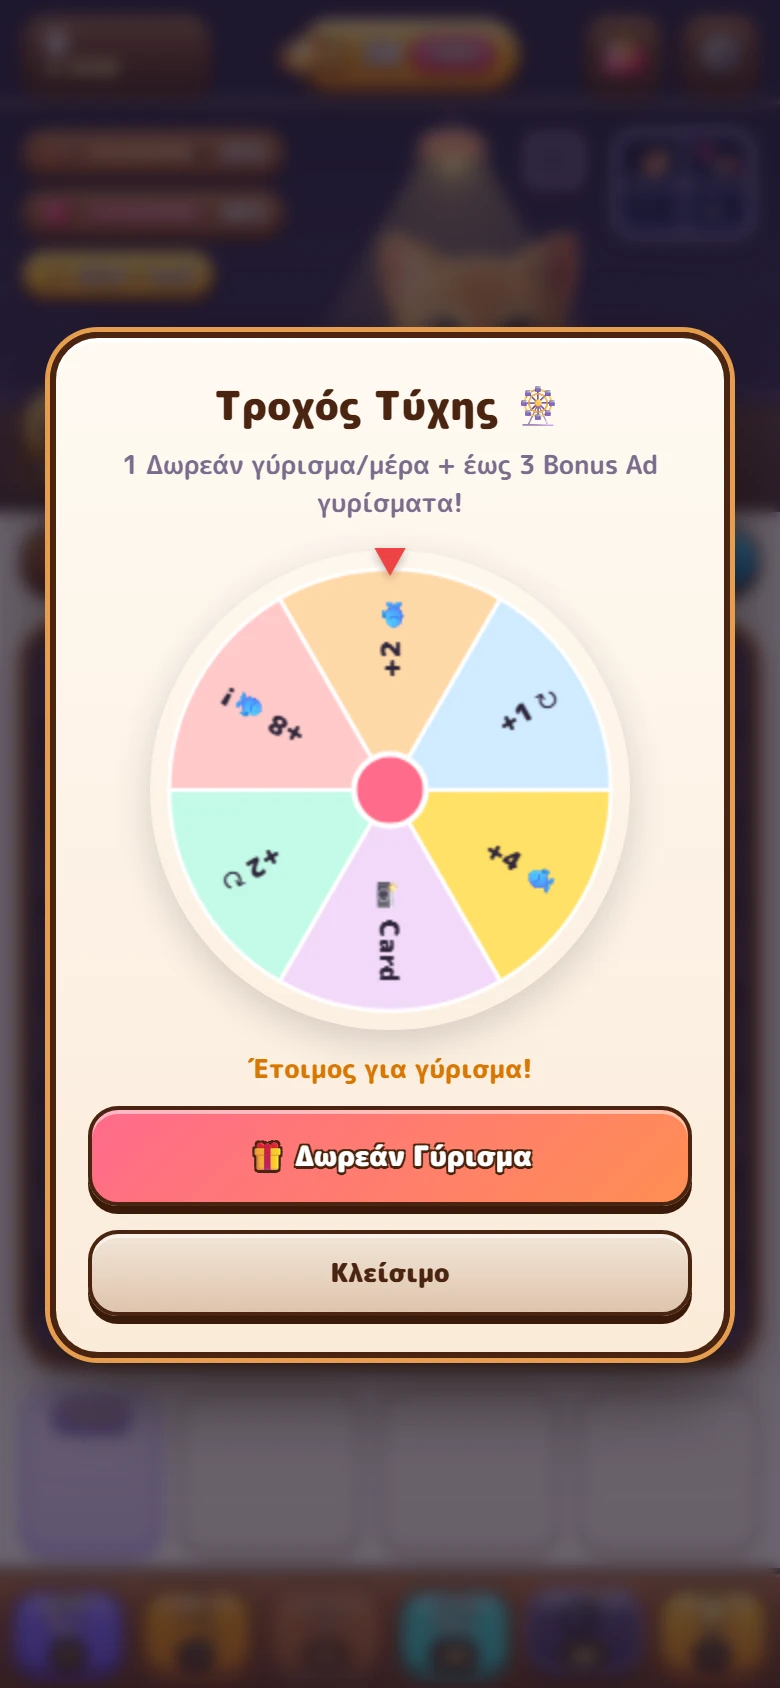 Τροχός Τύχης 🎡
1 Δωρεάν γύρισμα/μέρα + έως 3 Bonus Ad
γυρίσματα!
+2 🐟
+1 ↻
+4 🐟
📸 Card
+2 ↻
+8 🐟!
Έτοιμος για γύρισμα!
🎁 Δωρεάν Γύρισμα
Κλείσιμο